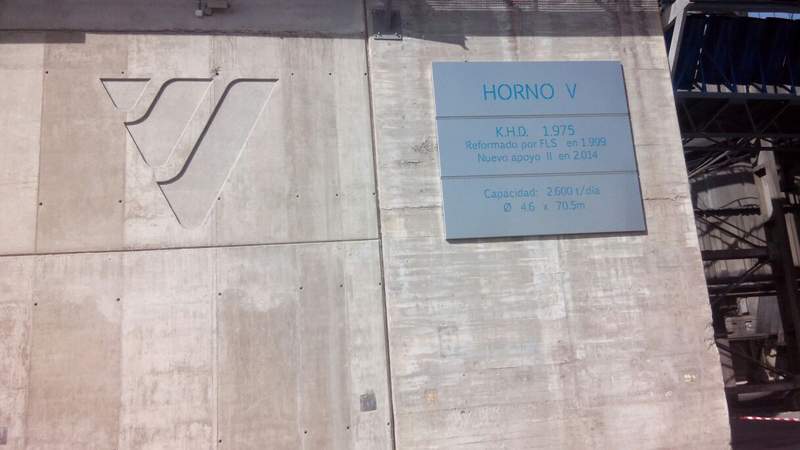 HORNO V
K.H.D. 1.975
Reformado por FLS en 1.999
Nuevo apoyo II en 2.014
Capacidad: 2.600 t/dia
Ø 4.6 x 70.5m